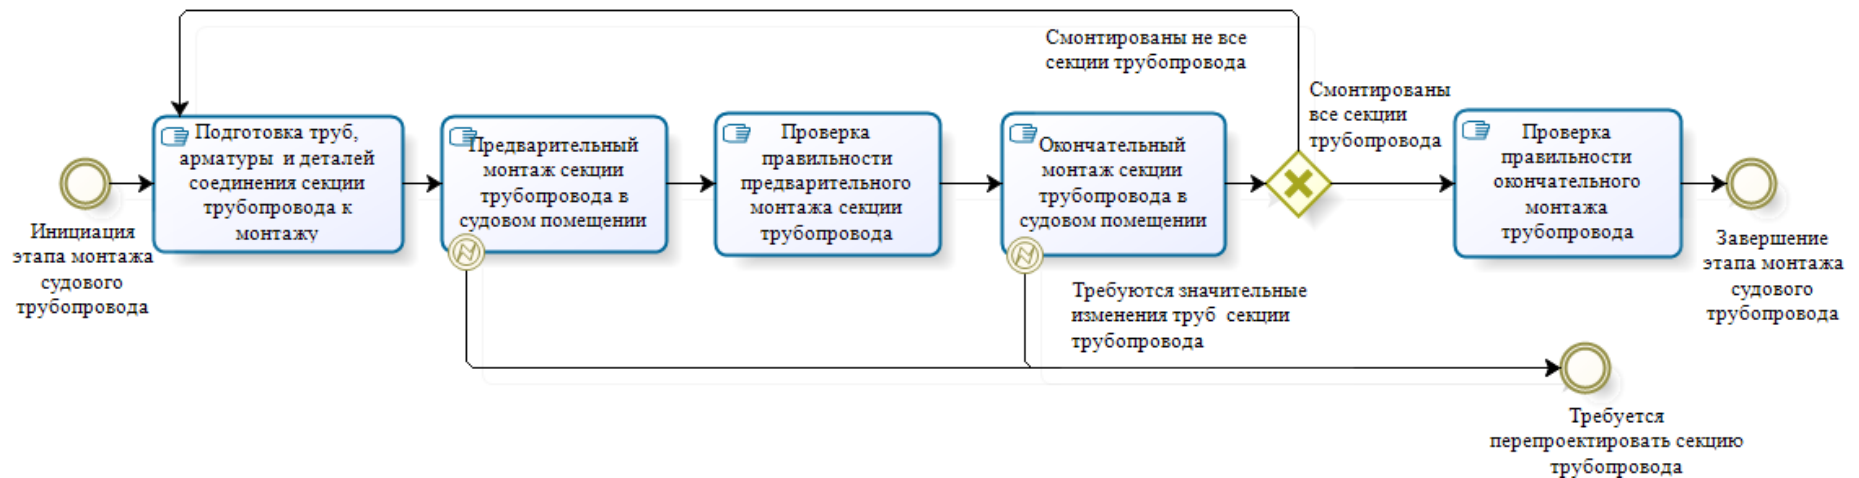 Смонтированы не все
секции трубопровода
Смонтированы
все секции
трубопровода
Инициация
этапа монтажа
судового
трубопровода
Подготовка труб,
арматуры и деталей
соединения секции
трубопровода к
монтажу
Предварительный
монтаж секции
трубопровода в
судовом помещении
Проверка
правильности
предварительного
монтажа секции
трубопровода
Окончательный
монтаж секции
трубопровода в
судовом помещении
Проверка
правильности
окончательного
монтажа
трубопровода
Завершение
этапа монтажа
судового
трубопровода
Требуются значительные
изменения труб секции
трубопровода
Требуется
перепроектировать секцию
трубопровода